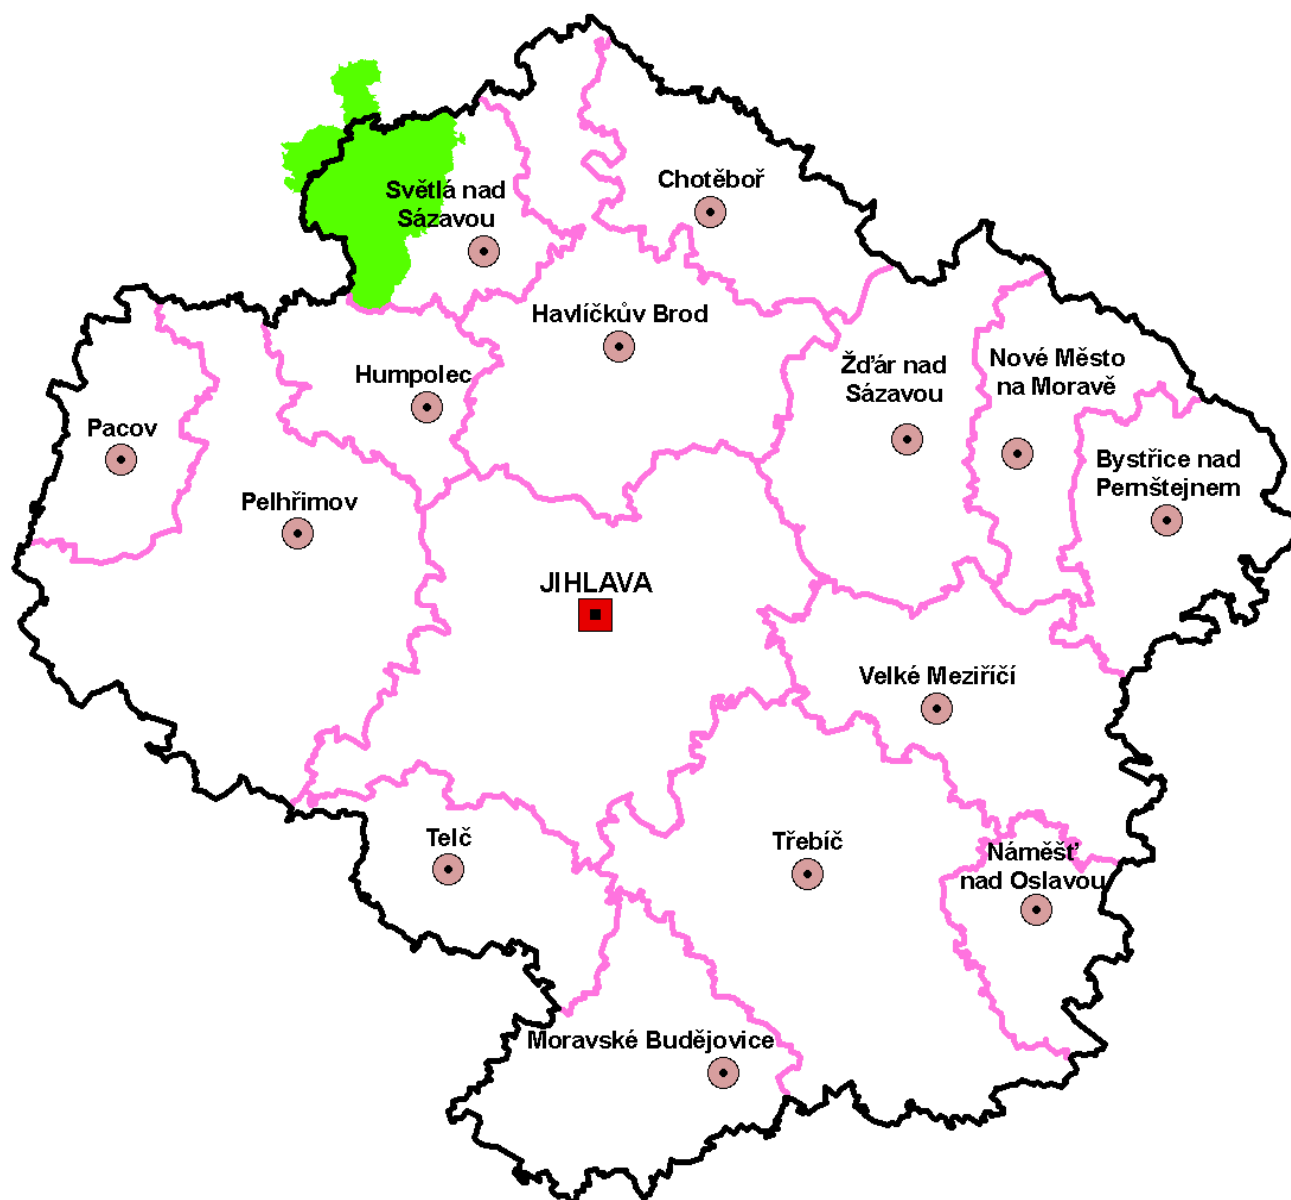 Chotěboř
Světlá nad
Sázavou
Havlíčkův Brod
Žďár nad
Sázavou
Nové Město
na Moravě
Humpolec
Pacov
Bystřice nad
Pernštejnem
Pelhřimov
JIHLAVA
Velké Meziříčí
Telč
Třebíč
Náměšť
nad Oslavou
Moravské Budějovice